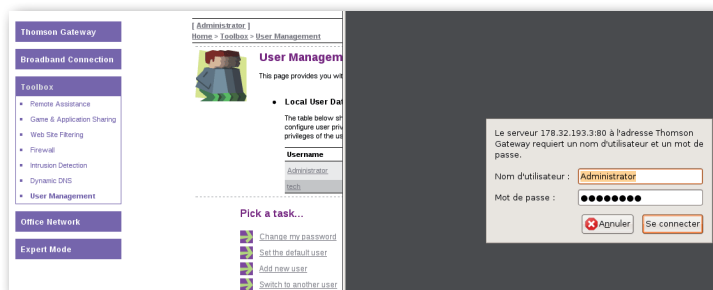 Thomson Gateway
Broadband Connection
Toolbox
Remote Assistance
Game & Application Sharing
Web Site Filtering
Firewall
Intrusion Detection
Dynamic DNS
User Management
Office Network
Expert Mode
[ Administrator ]
Home > Toolbox > User Management
User Managem
This page provides you wit
Local User Dat
The table below sh
configure user priv
privileges of the us
Username
Administrator
tech
Pick a task...
Change my password
Set the default user
Add new user
Switch to another user
Le serveur 178.32.193.3:80 à l'adresse Thomson
Gateway requiert un nom d'utilisateur et un mot de
passe.
Nom d'utilisateur : Administrator
Mot de passe : ●●●●●●●●
Annuler Se connecter